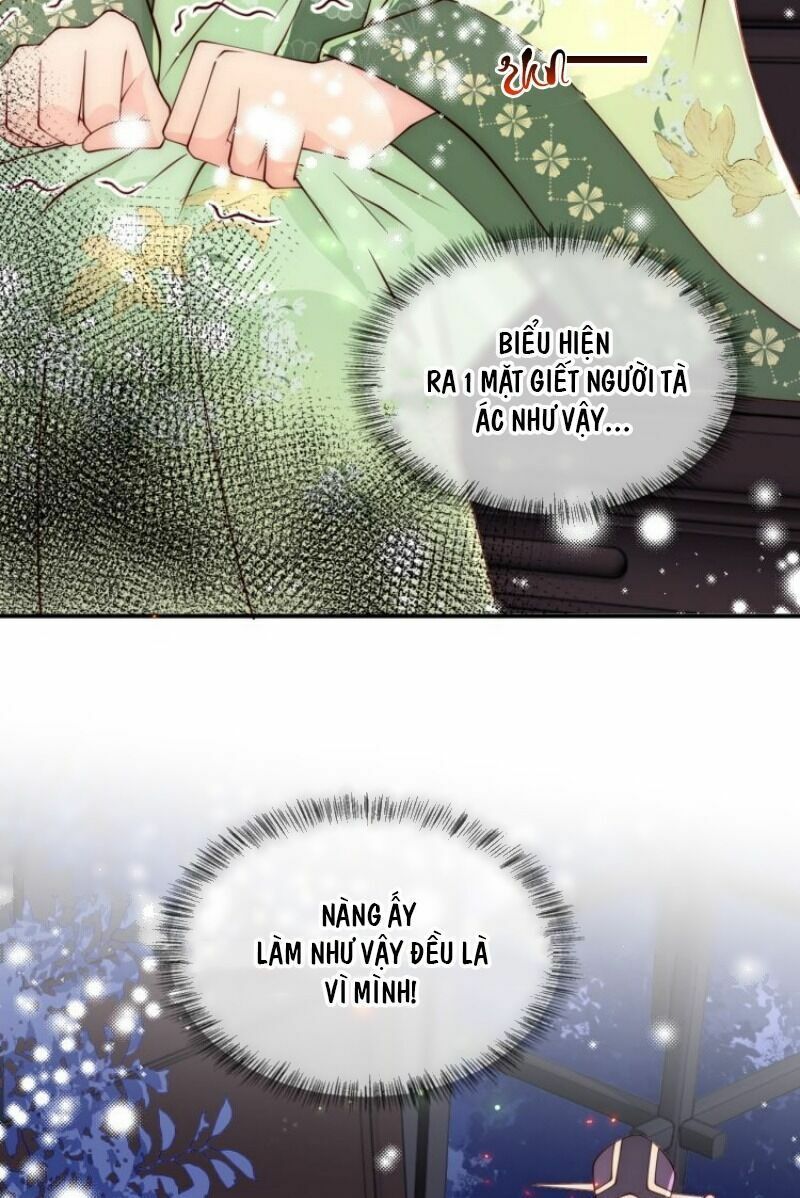 BIỂU HIỆN
RA 1 MẶT GIẾT NGƯỜI TÀ
ÁC NHƯ VẬY...
NÀNG ẤY
LÀM NHƯ VẬY ĐỀU LÀ
VÌ MÌNH!